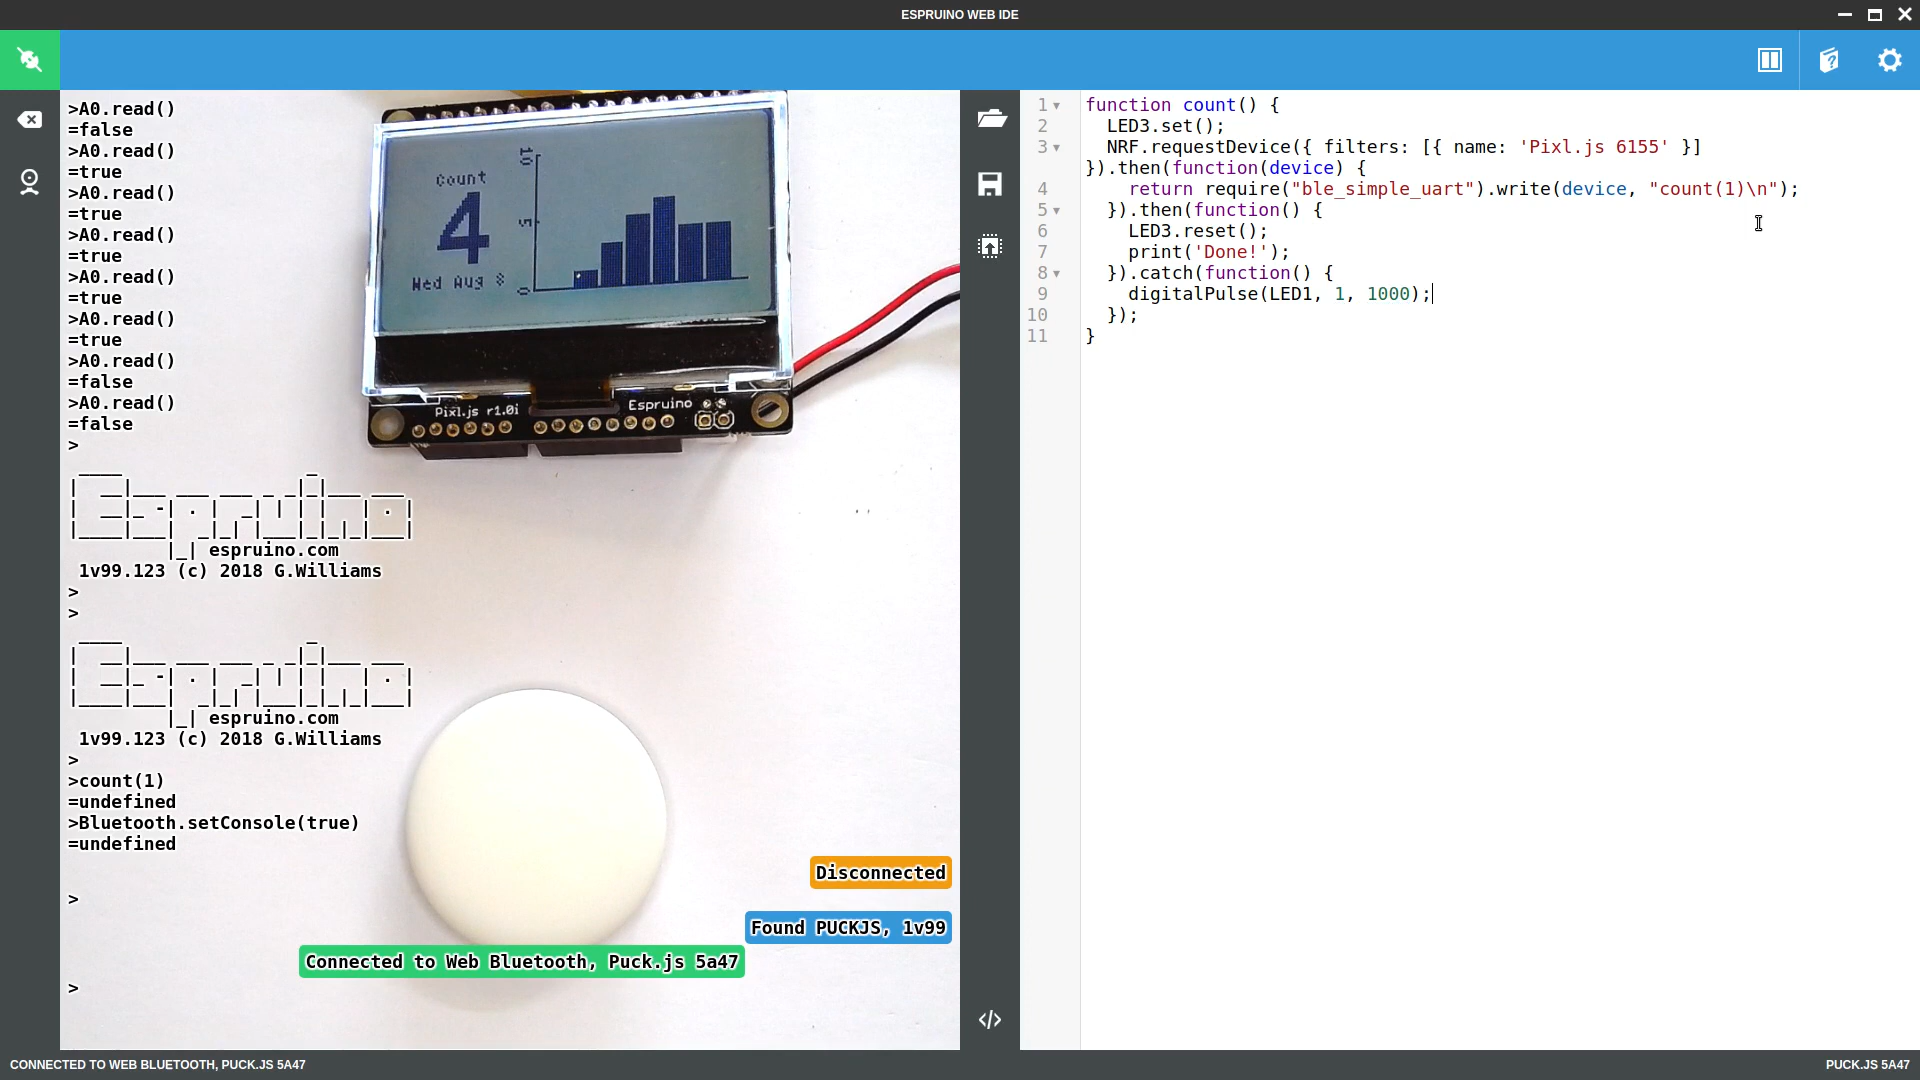 ESPRUINO WEB IDE
>A0.read()
=false
>A0.read()
=true
>A0.read()
=true
>A0.read()
=true
>A0.read()
=true
>A0.read()
=true
>A0.read()
=false
>A0.read()
=false
>
espruino.com
1v99.123 (c) 2018 G.Williams
>
>
espruino.com
1v99.123 (c) 2018 G.Williams
>
>count(1)
=undefined
>Bluetooth.setConsole(true)
=undefined
>
>
Count
4
Wed Aug 8
10
5
0
Pixl.js r1.0i
Espruino
Disconnected
Found PUCKJS, 1v99
Connected to Web Bluetooth, Puck.js 5a47
1 function count() {
2 LED3.set();
3 NRF.requestDevice({ filters: [{ name: 'Pixl.js 6155' }]
}).then(function(device) {
4 return require("ble_simple_uart").write(device, "count(1)\n");
5 }).then(function() {
6 LED3.reset();
7 print('Done!');
8 }).catch(function() {
9 digitalPulse(LED1, 1, 1000);
10 });
11 }
CONNECTED TO WEB BLUETOOTH, PUCK.JS 5A47
PUCK.JS 5A47